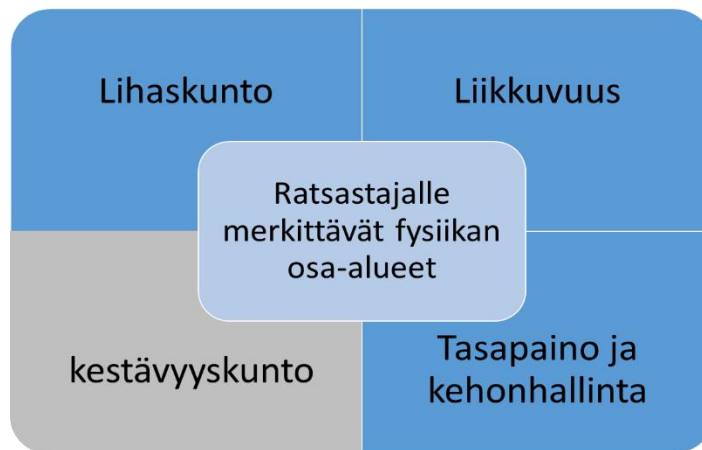 Lihaskunto
Liikkuvuus
Ratsastajalle
merkittävät fysiikan
osa-alueet
kestävyyskunto
Tasapaino ja
kehonhallinta